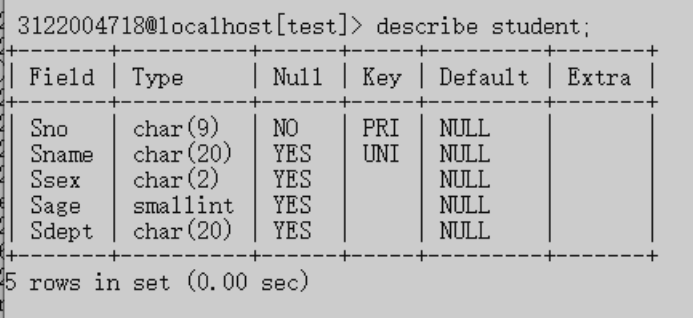 3122004718@localhost[test]> describe student;
+-------+----------+------+-----+---------+-------+
| Field | Type     | Null | Key | Default | Extra |
+-------+----------+------+-----+---------+-------+
| Sno   | char(9)  | NO   | PRI | NULL    |       |
| Sname | char(20) | YES  | UNI | NULL    |       |
| Ssex  | char(2)  | YES  |     | NULL    |       |
| Sage  | smallint | YES  |     | NULL    |       |
| Sdept | char(20) | YES  |     | NULL    |       |
+-------+----------+------+-----+---------+-------+
5 rows in set (0.00 sec)